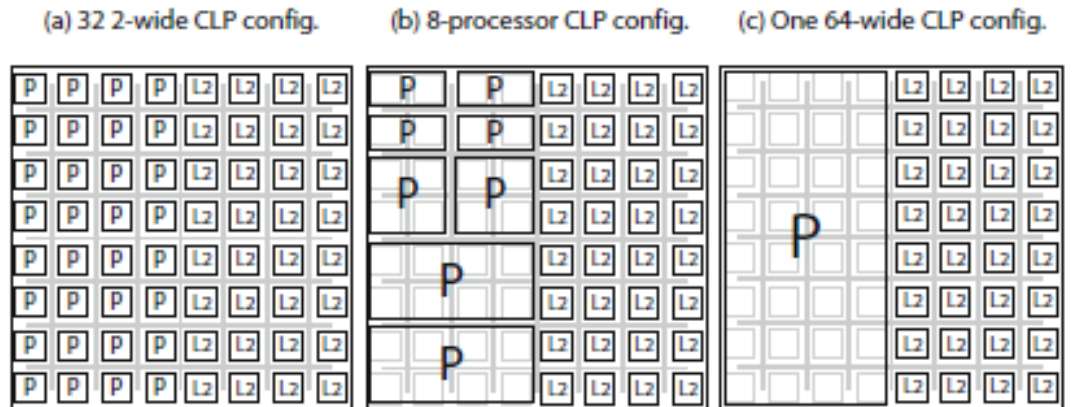 (a) 32 2-wide CLP config. (b) 8-processor CLP config. (c) One 64-wide CLP config.
P P P P L2 L2 L2 L2 P P L2 L2 L2 L2 L2 L2 L2 L2
P P P P L2 L2 L2 L2 P P L2 L2 L2 L2 L2 L2 L2 L2
P P P P L2 L2 L2 L2 P P L2 L2 L2 L2 L2 L2 L2 L2
P P P P L2 L2 L2 L2 L2 L2 L2 L2 P L2 L2 L2 L2
P P P P L2 L2 L2 L2 P L2 L2 L2 L2 L2 L2 L2 L2
P P P P L2 L2 L2 L2 L2 L2 L2 L2 L2 L2 L2 L2
P P P P L2 L2 L2 L2 P L2 L2 L2 L2 L2 L2 L2 L2
P P P P L2 L2 L2 L2 L2 L2 L2 L2 L2 L2 L2 L2